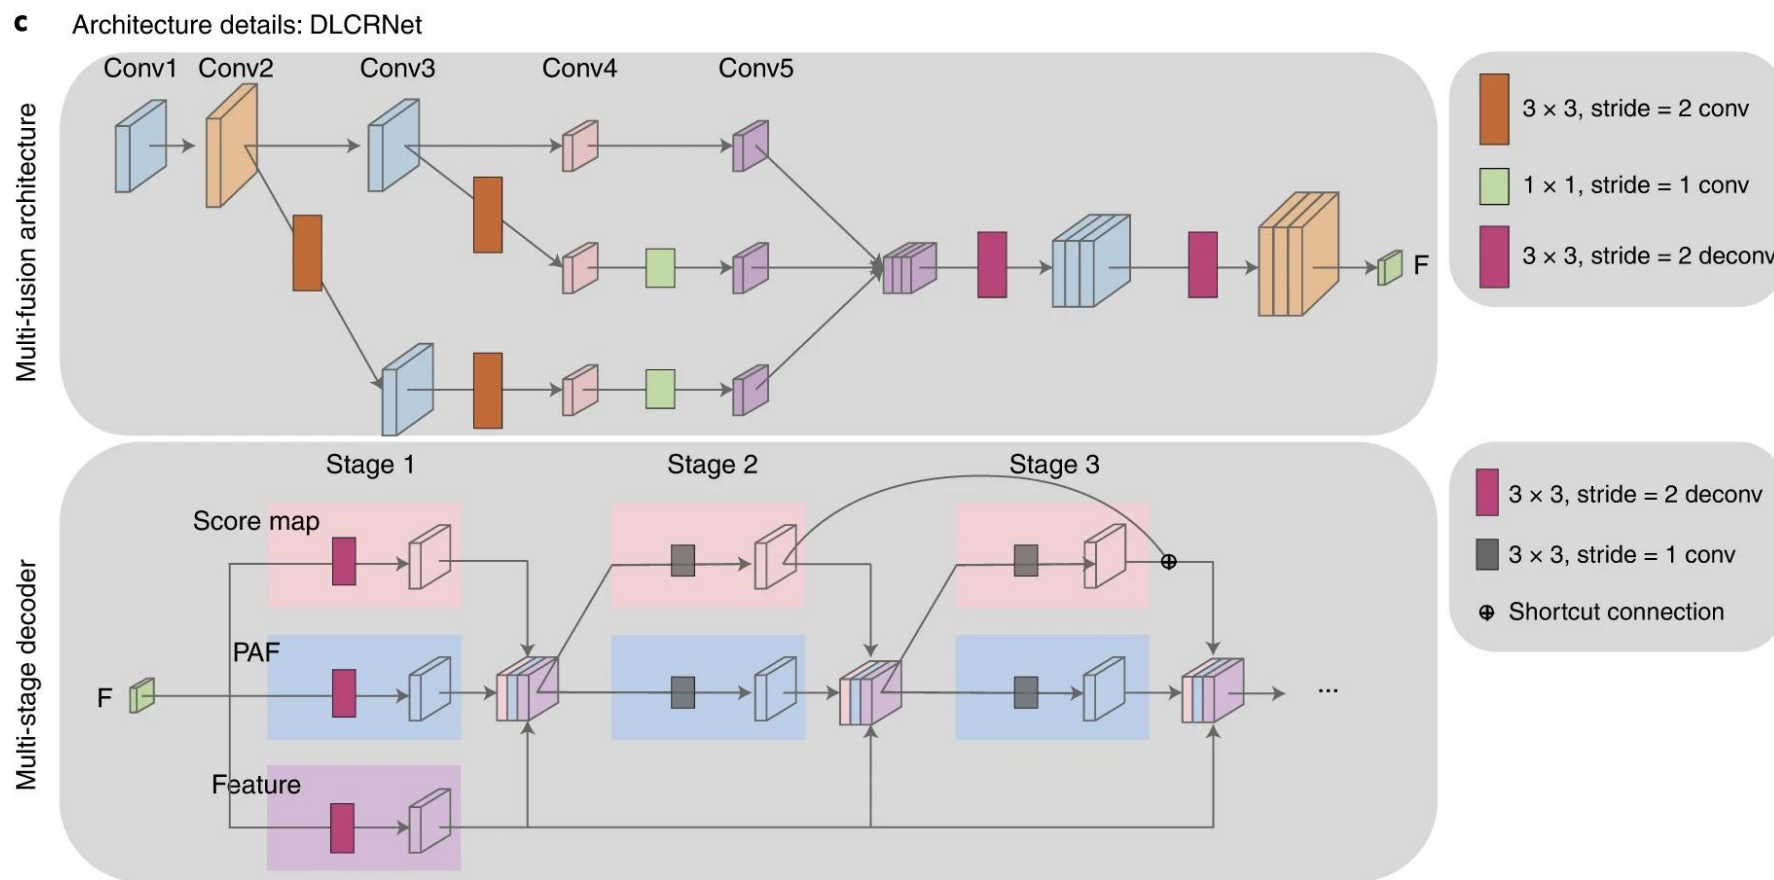 c Architecture details: DLCRNet
Multi-fusion architecture
Conv1 Conv2 Conv3 Conv4 Conv5
F
3 × 3, stride = 2 conv
1 × 1, stride = 1 conv
3 × 3, stride = 2 deconv
Multi-stage decoder
Stage 1 Stage 2 Stage 3
Score map
PAF
F
Feature
...
3 × 3, stride = 2 deconv
3 × 3, stride = 1 conv
Shortcut connection